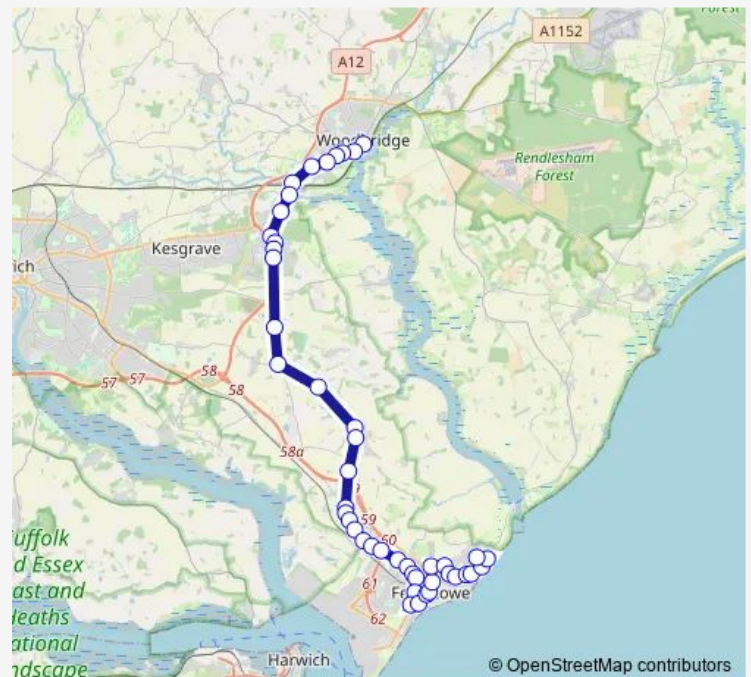 Forest
A1152
A12
Woodbridge
Rendlesham
Forest
Kesgrave
ich
57 57 58
58
58a
59
60
uffolk
d Essex
ast and
Heaths
ational
ndscape
61
62
Harwich
© OpenStreetMap contributors